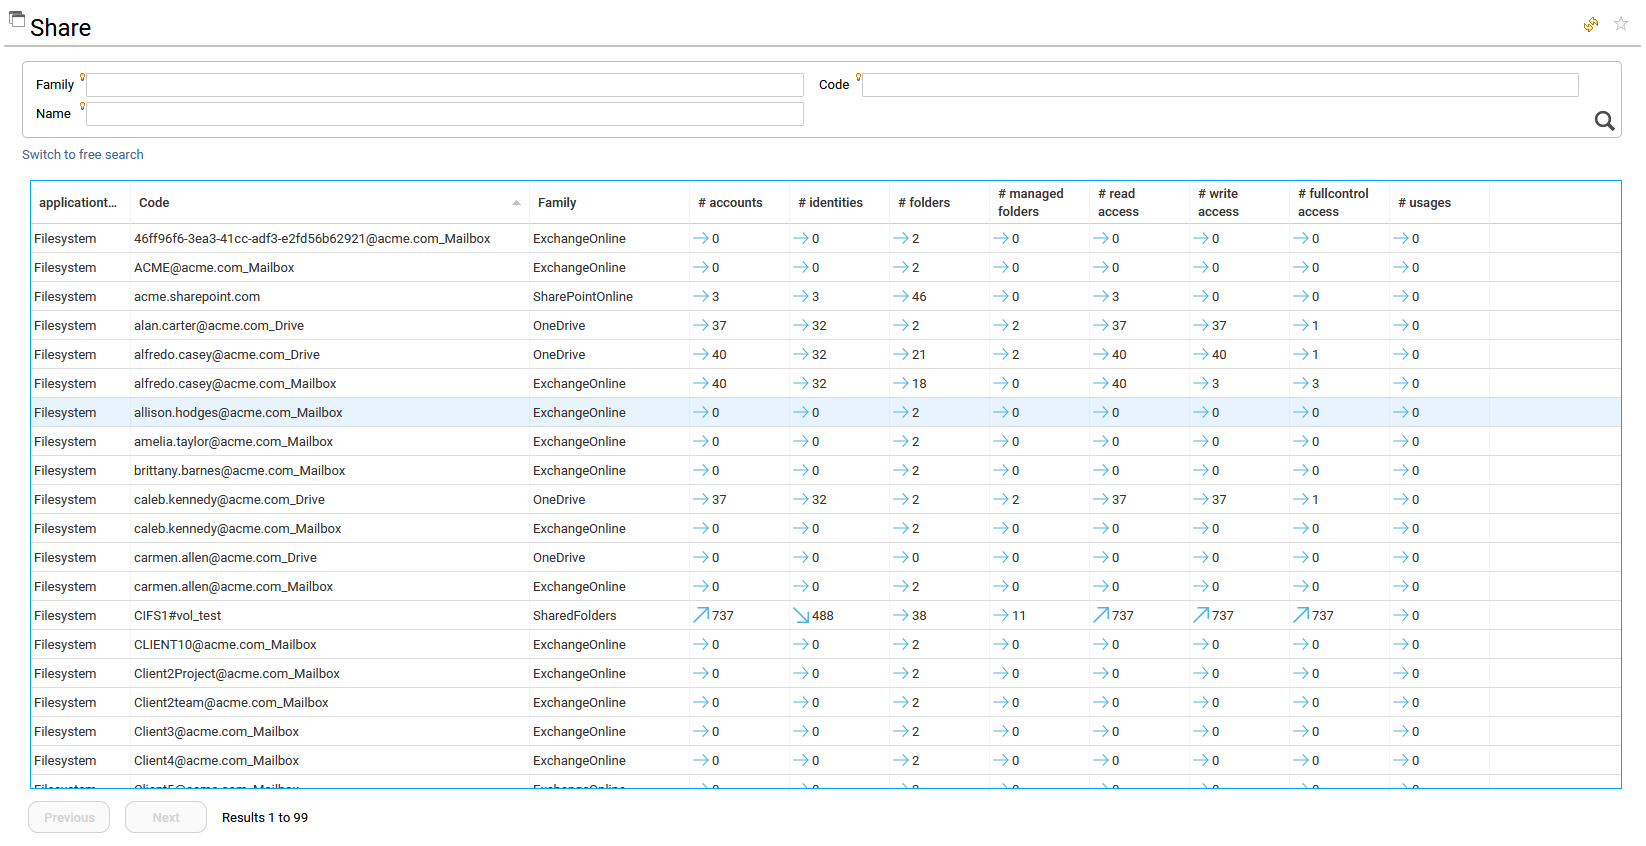 Share
Family
Code
Name
Switch to free search
applicationt... Code Family # accounts # identities # folders # managed folders # read access # write access # fullcontrol access # usages
Filesystem 46ff96f6-3ea3-41cc-adf3-e2fd56b62921@acme.com_Mailbox ExchangeOnline 0 0 2 0 0 0 0 0
Filesystem ACME@acme.com_Mailbox ExchangeOnline 0 0 2 0 0 0 0 0
Filesystem acme.sharepoint.com SharePointOnline 3 3 46 0 3 0 0 0
Filesystem alan.carter@acme.com_Drive OneDrive 37 32 2 2 37 37 1 0
Filesystem alfredo.casey@acme.com_Drive OneDrive 40 32 21 2 40 40 1 0
Filesystem alfredo.casey@acme.com_Mailbox ExchangeOnline 40 32 18 0 40 3 3 0
Filesystem allison.hodges@acme.com_Mailbox ExchangeOnline 0 0 2 0 0 0 0 0
Filesystem amelia.taylor@acme.com_Mailbox ExchangeOnline 0 0 2 0 0 0 0 0
Filesystem brittany.barnes@acme.com_Mailbox ExchangeOnline 0 0 2 0 0 0 0 0
Filesystem caleb.kennedy@acme.com_Drive OneDrive 37 32 2 2 37 37 1 0
Filesystem caleb.kennedy@acme.com_Mailbox ExchangeOnline 0 0 2 0 0 0 0 0
Filesystem carmen.allen@acme.com_Drive OneDrive 0 0 0 0 0 0 0 0
Filesystem carmen.allen@acme.com_Mailbox ExchangeOnline 0 0 2 0 0 0 0 0
Filesystem CIFS1#vol_test SharedFolders 737 488 38 11 737 737 737 0
Filesystem CLIENT10@acme.com_Mailbox ExchangeOnline 0 0 2 0 0 0 0 0
Filesystem Client2Project@acme.com_Mailbox ExchangeOnline 0 0 2 0 0 0 0 0
Filesystem Client2team@acme.com_Mailbox ExchangeOnline 0 0 2 0 0 0 0 0
Filesystem Client3@acme.com_Mailbox ExchangeOnline 0 0 2 0 0 0 0 0
Filesystem Client4@acme.com_Mailbox ExchangeOnline 0 0 2 0 0 0 0 0
Previous Next Results 1 to 99